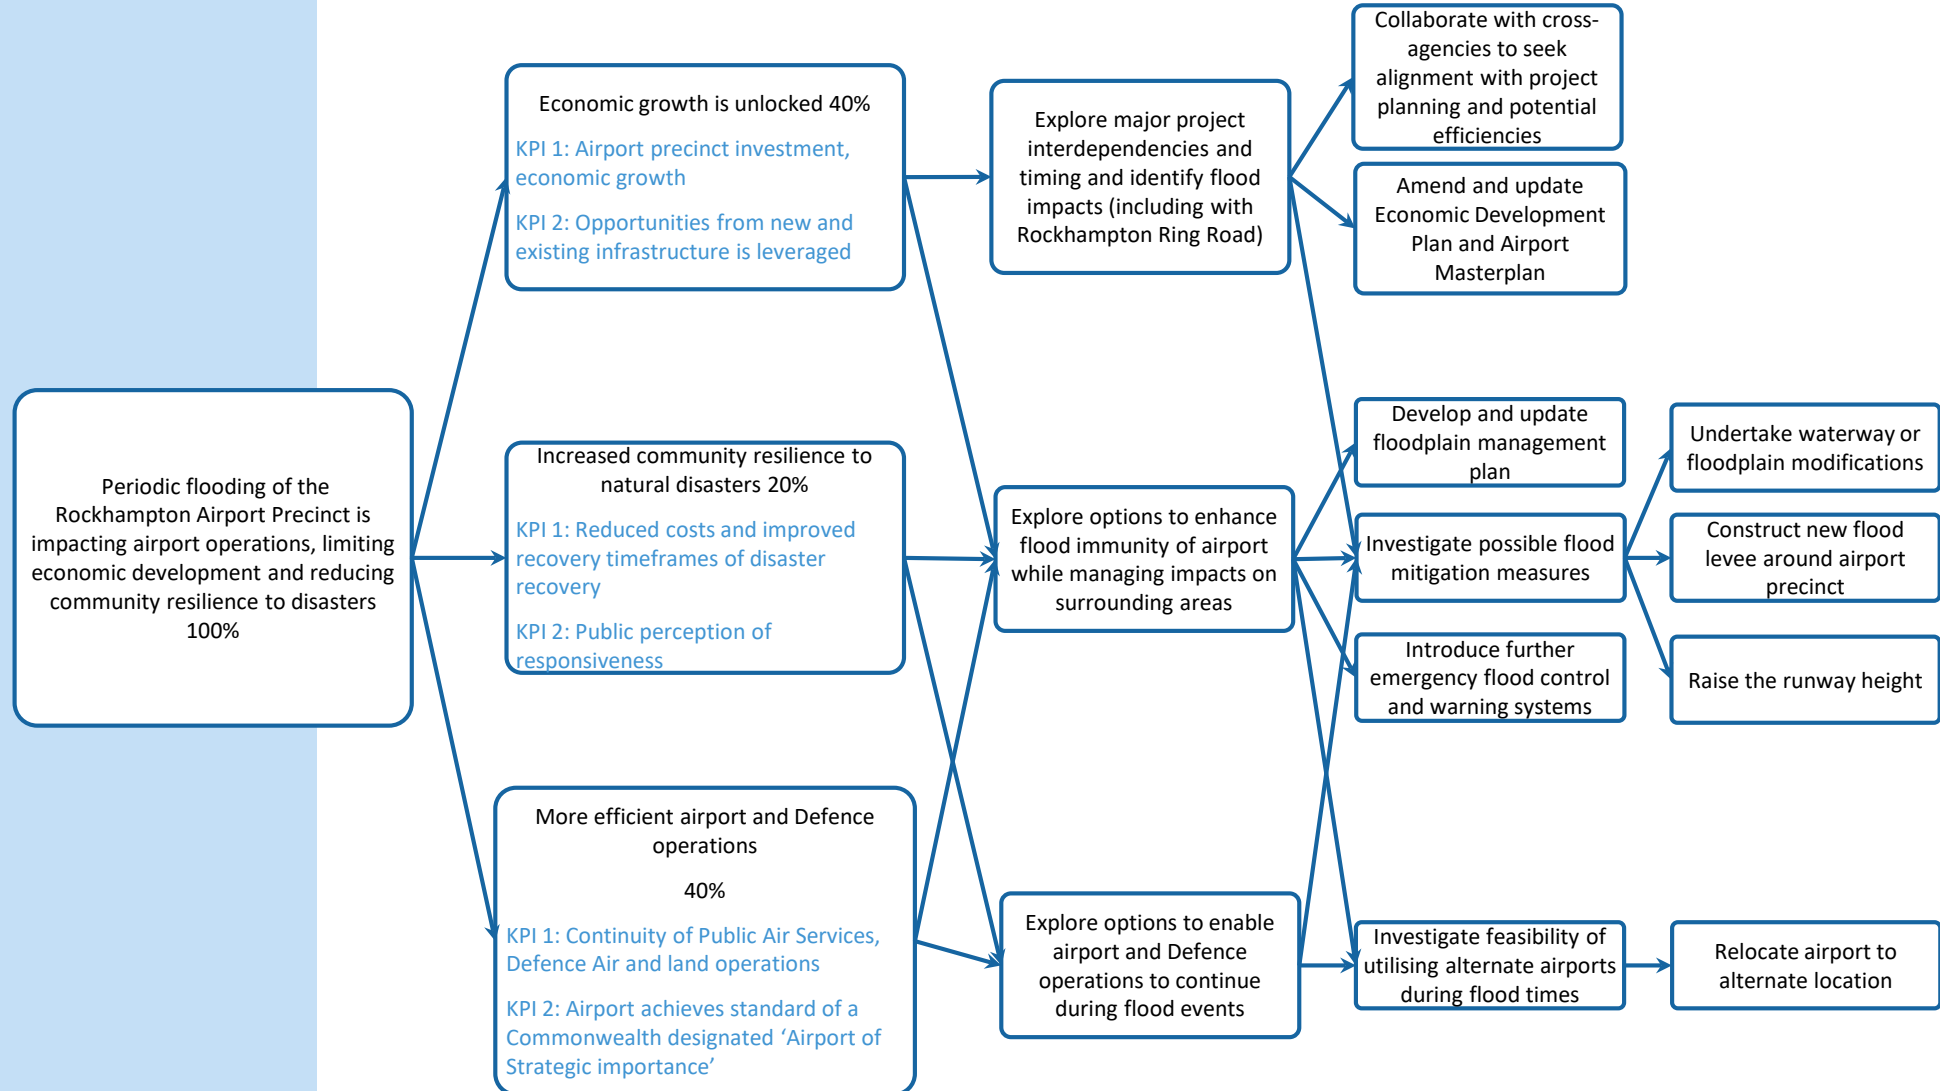 Periodic flooding of the
Rockhampton Airport Precinct is
impacting airport operations, limiting
economic development and reducing
community resilience to disasters
100%
Economic growth is unlocked 40%
KPI 1: Airport precinct investment,
economic growth
KPI 2: Opportunities from new and
existing infrastructure is leveraged
Increased community resilience to
natural disasters 20%
KPI 1: Reduced costs and improved
recovery timeframes of disaster
recovery
KPI 2: Public perception of
responsiveness
More efficient airport and Defence
operations
40%
KPI 1: Continuity of Public Air Services,
Defence Air and land operations
KPI 2: Airport achieves standard of a
Commonwealth designated ‘Airport of
Strategic importance’
Explore major project
interdependencies and
timing and identify flood
impacts (including with
Rockhampton Ring Road)
Explore options to enhance
flood immunity of airport
while managing impacts on
surrounding areas
Explore options to enable
airport and Defence
operations to continue
during flood events
Collaborate with cross-
agencies to seek
alignment with project
planning and potential
efficiencies
Amend and update
Economic Development
Plan and Airport
Masterplan
Develop and update
floodplain management
plan
Investigate possible flood
mitigation measures
Introduce further
emergency flood control
and warning systems
Investigate feasibility of
utilising alternate airports
during flood times
Undertake waterway or
floodplain modifications
Construct new flood
levee around airport
precinct
Raise the runway height
Relocate airport to
alternate location